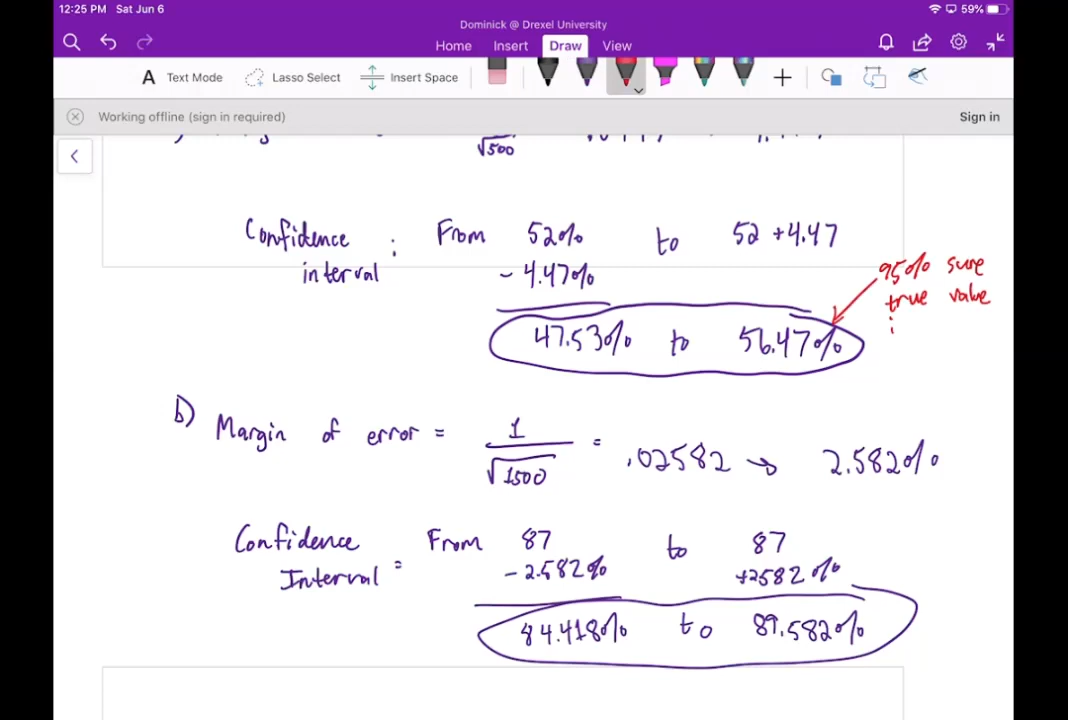 12:25 PM Sat Jun 6
59%
Dominick @ Drexel University
Home Insert Draw View
A Text Mode Lasso Select Insert Space
Working offline (sign in required) Sign in
√500
Confidence interval : From 52% to 52 +4.47
- 4.47%
95% sure
true value
:
47.53% to 56.47%
b) Margin of error = 1 / √1500 = .02582 → 2.582%
Confidence Interval = From 87 to 87
- 2.582% +2582%
84.418% to 89.582%